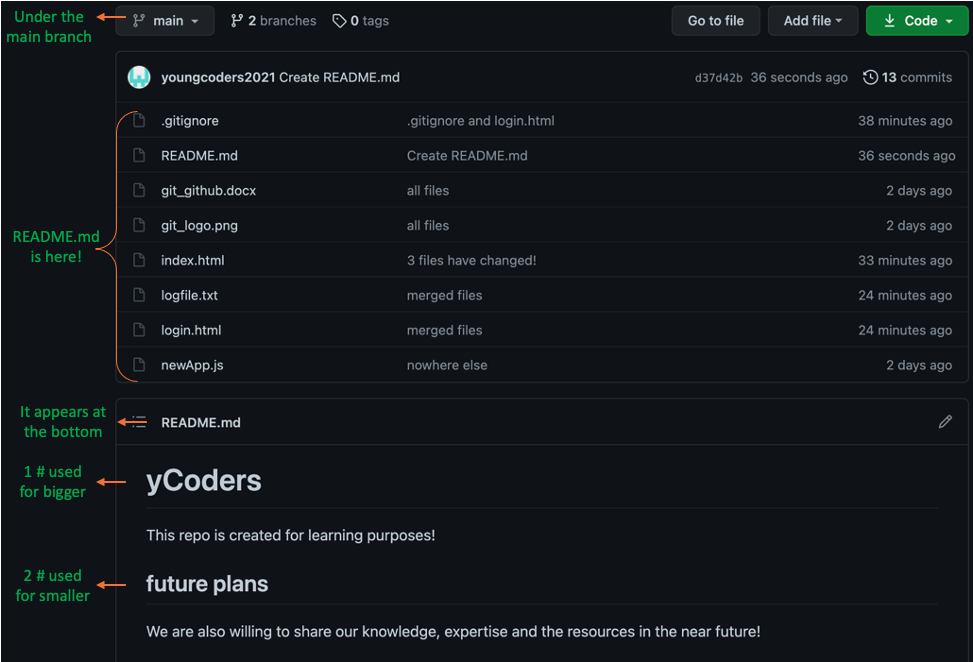 Under the
main branch
main
2 branches
0 tags
Go to file
Add file
Code
youngcoders2021 Create README.md
d37d42b 36 seconds ago
13 commits
.gitignore .gitignore and login.html 38 minutes ago
README.md Create README.md 36 seconds ago
git_github.docx all files 2 days ago
git_logo.png all files 2 days ago
README.md
is here!
index.html 3 files have changed! 33 minutes ago
logfile.txt merged files 24 minutes ago
login.html merged files 24 minutes ago
newApp.js nowhere else 2 days ago
It appears at
the bottom
README.md
1 # used
for bigger
yCoders
This repo is created for learning purposes!
2 # used
for smaller
future plans
We are also willing to share our knowledge, expertise and the resources in the near future!